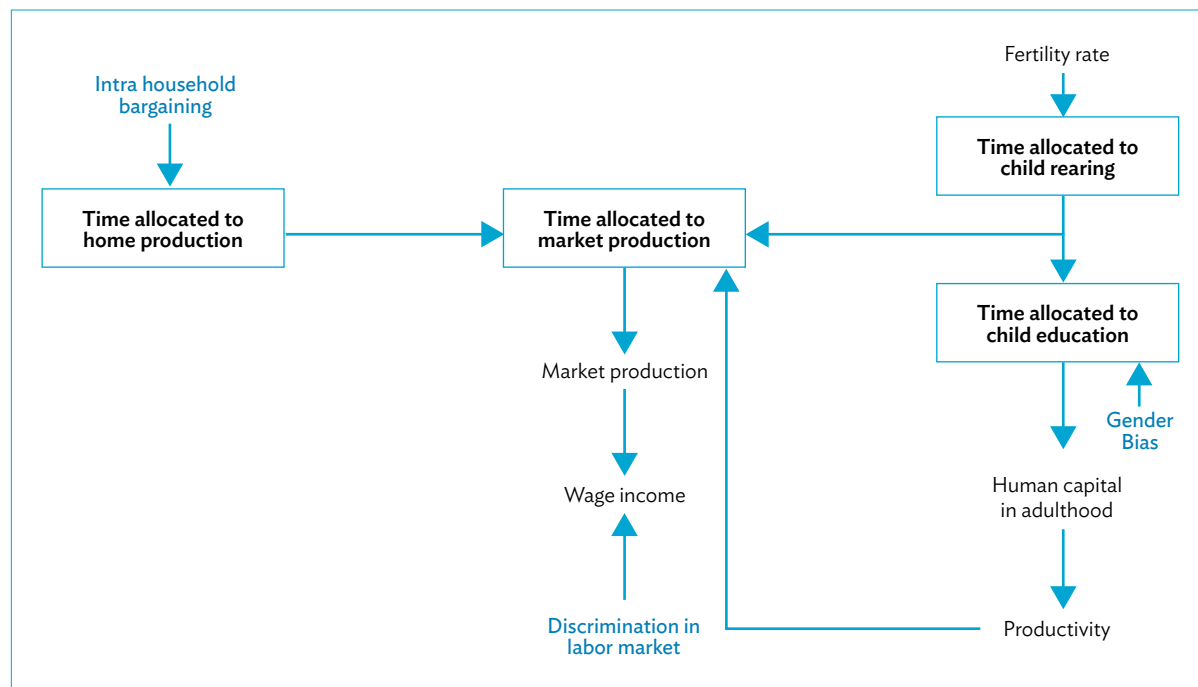 Intra household
bargaining
Time allocated to
home production
Time allocated to
market production
Market production
Wage income
Discrimination in
labor market
Fertility rate
Time allocated to
child rearing
Time allocated to
child education
Gender
Bias
Human capital
in adulthood
Productivity